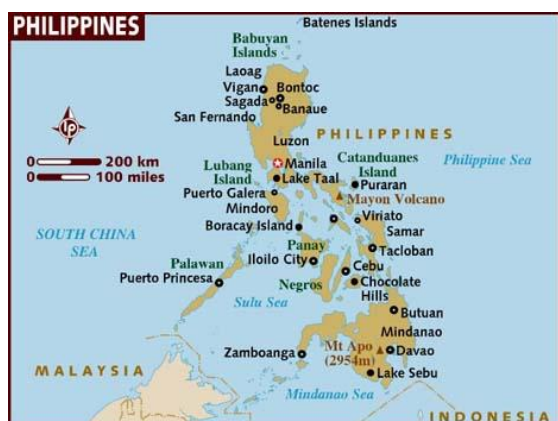 PHILIPPINES
Batenes Islands
Babuyan
Islands
Laoag
Vigan
Bontoc
Sagada
Banaue
San Fernando
Luzon
PHILIPPINES
lp
0 200 km
0 100 miles
Manila
Lubang
Island
Lake Taal
Catanduanes
Island
Philippine Sea
Puraran
Puerto Galera
Mayon Volcano
Mindoro
Viriato
Samar
SOUTH CHINA
SEA
Boracay Island
Tacloban
Panay
Palawan
Iloilo City
Cebu
Puerto Princesa
Negros
Chocolate
Hills
Sulu Sea
Butuan
Mindanao
Mt Apo
(2954m)
Davao
Zamboanga
MALAYSIA
Lake Sebu
Mindanao Sea
INDONESIA